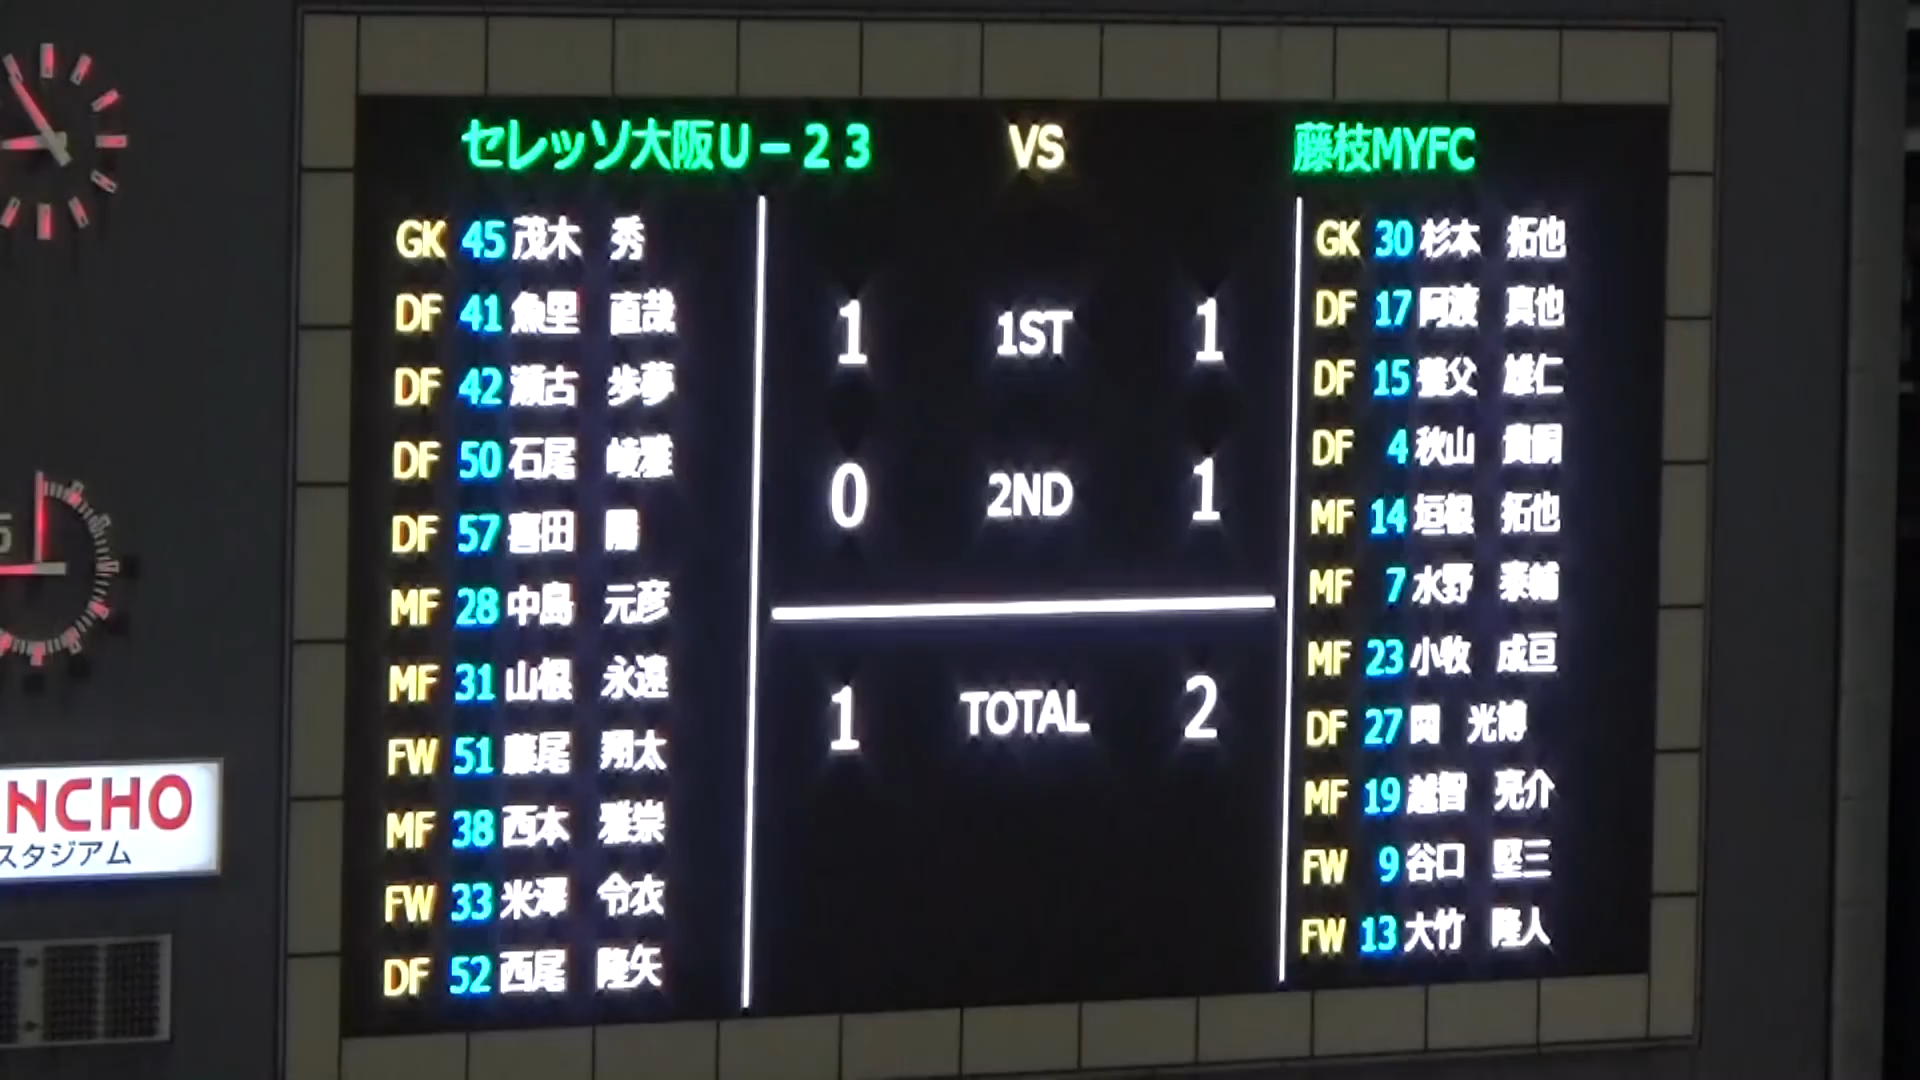 セレッソ大阪U-23 VS 藤枝MYFC
GK 45 茂木 秀
DF 41 魚里 直哉
DF 42 瀬古 歩夢
DF 50 石尾 崚雅
DF 57 喜田 陽
MF 28 中島 元彦
MF 31 山根 永遠
FW 51 藤尾 翔太
MF 38 西本 雅崇
FW 33 米澤 令衣
DF 52 西尾 隆矢
1 1ST 1
0 2ND 1
1 TOTAL 2
GK 30 杉本 拓也
DF 17 阿渡 真也
DF 15 養父 雄仁
DF 4 秋山 貴嗣
MF 14 垣根 拓也
MF 7 水野 泰輔
MF 23 小牧 成亘
DF 27 関 光博
MF 19 越智 亮介
FW 9 谷口 堅三
FW 13 大竹 隆人
NCHO
スタジアム